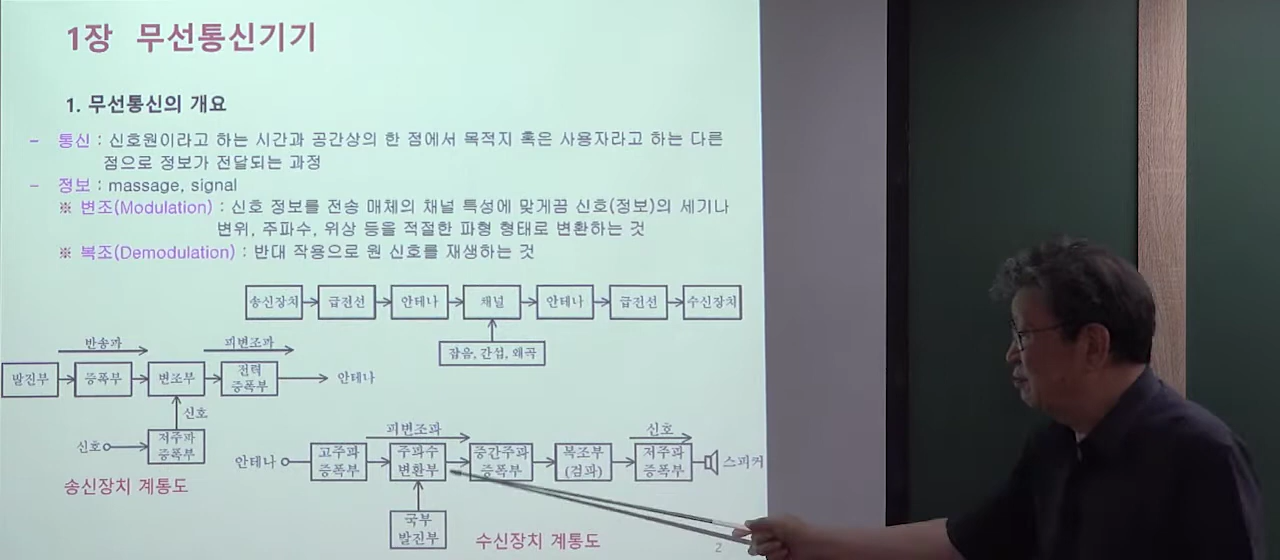 1장 무선통신기기
1. 무선통신의 개요
- 통신 : 신호원이라고 하는 시간과 공간상의 한 점에서 목적지 혹은 사용자라고 하는 다른
점으로 정보가 전달되는 과정
- 정보 : massage, signal
※ 변조(Modulation) : 신호 정보를 전송 매체의 채널 특성에 맞게끔 신호(정보)의 세기나
변위, 주파수, 위상 등을 적절한 파형 형태로 변환하는 것
※ 복조(Demodulation) : 반대 작용으로 원 신호를 재생하는 것
송신장치 급전선 안테나 채널 안테나 급전선 수신장치
잡음, 간섭, 왜곡
반송파 피변조파
발진부 증폭부 변조부 전력 증폭부 안테나
신호
신호 저주파 증폭부
송신장치 계통도
피변조파 신호
안테나 고주파 증폭부 주파수 변환부 중간주파 증폭부 복조부 (검파) 저주파 증폭부 스피커
국부 발진부
수신장치 계통도
2